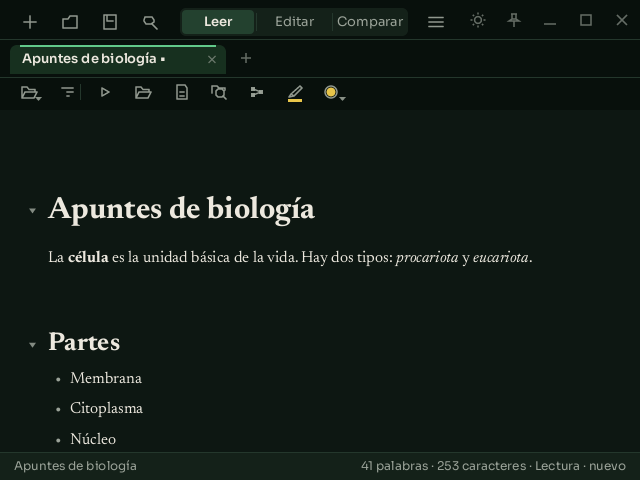 Leer Editar Comparar
Apuntes de biología •
Apuntes de biología
La célula es la unidad básica de la vida. Hay dos tipos: procariota y eucariota.
Partes
• Membrana
• Citoplasma
• Núcleo
Apuntes de biología 41 palabras · 253 caracteres · Lectura · nuevo